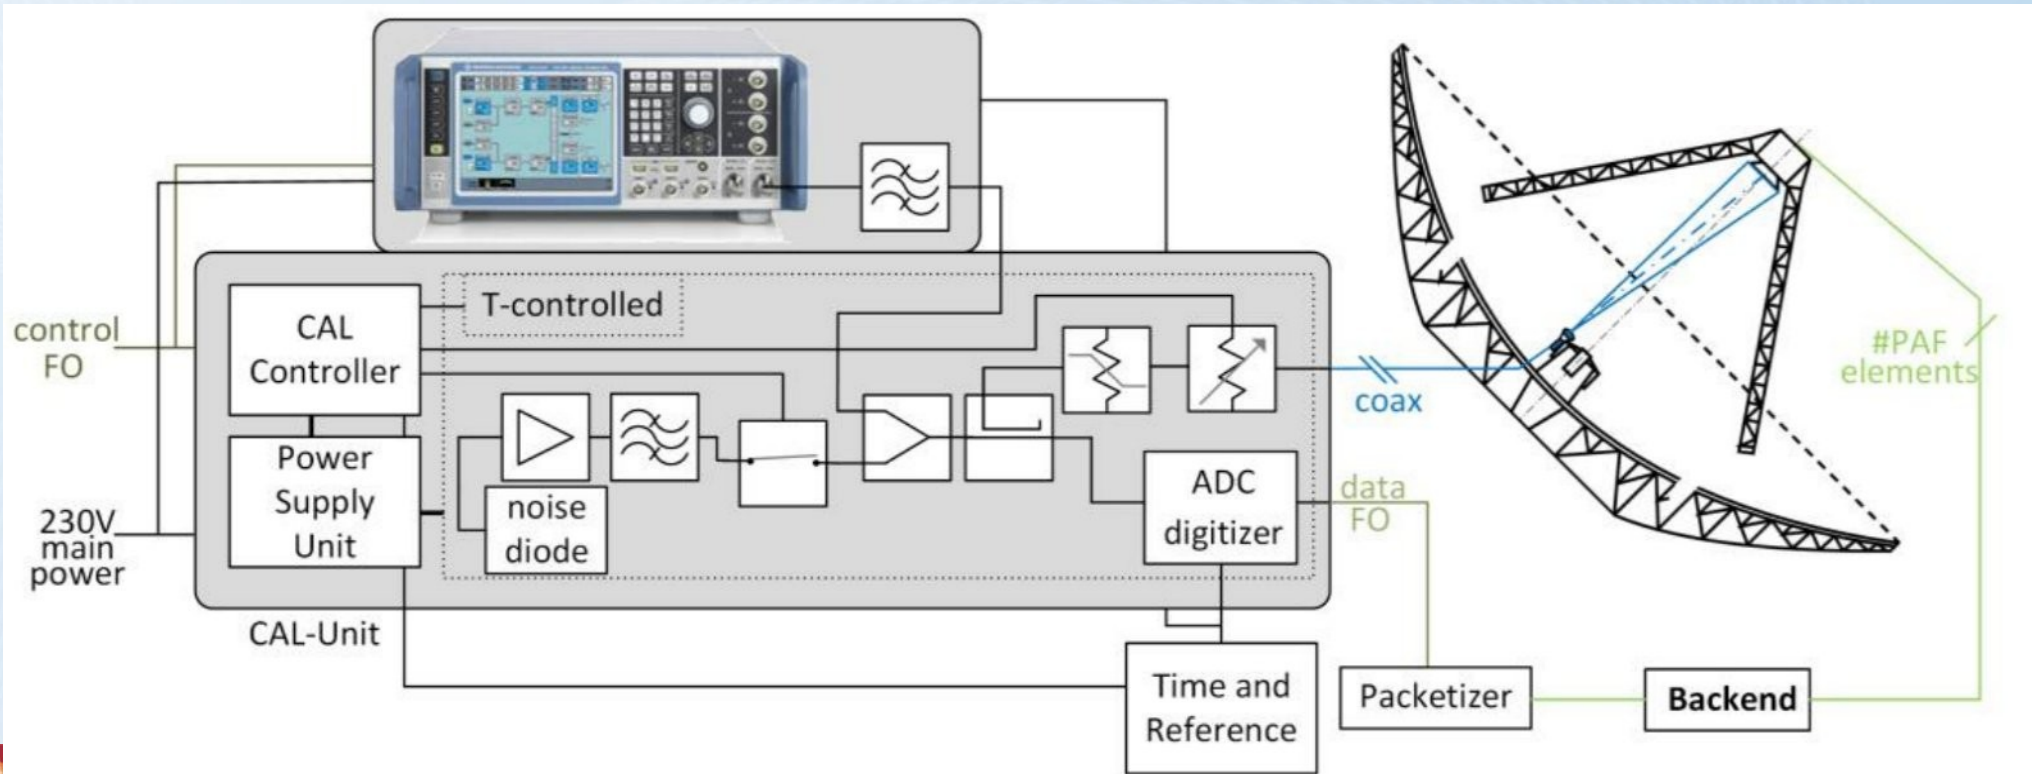 control
FO
230V
main
power
CAL
Controller
Power
Supply
Unit
CAL-Unit
T-controlled
noise
diode
ADC
digitizer
coax
data
FO
#PAF
elements
Time and
Reference
Packetizer
Backend